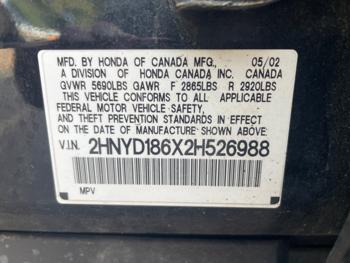 MFD. BY HONDA OF CANADA MFG., 05/02
A DIVISION OF HONDA CANADA INC. CANADA
GVWR 5690LBS GAWR F 2865LBS R 2920LBS
THIS VEHICLE CONFORMS TO ALL APPLICABLE
FEDERAL MOTOR VEHICLE SAFETY
AND THEFT PREVENTION STANDARDS IN EFFECT
ON THE DATE OF MANUFACTURE SHOWN ABOVE.
V.I.N. 2HNYD186X2H526988
MPV